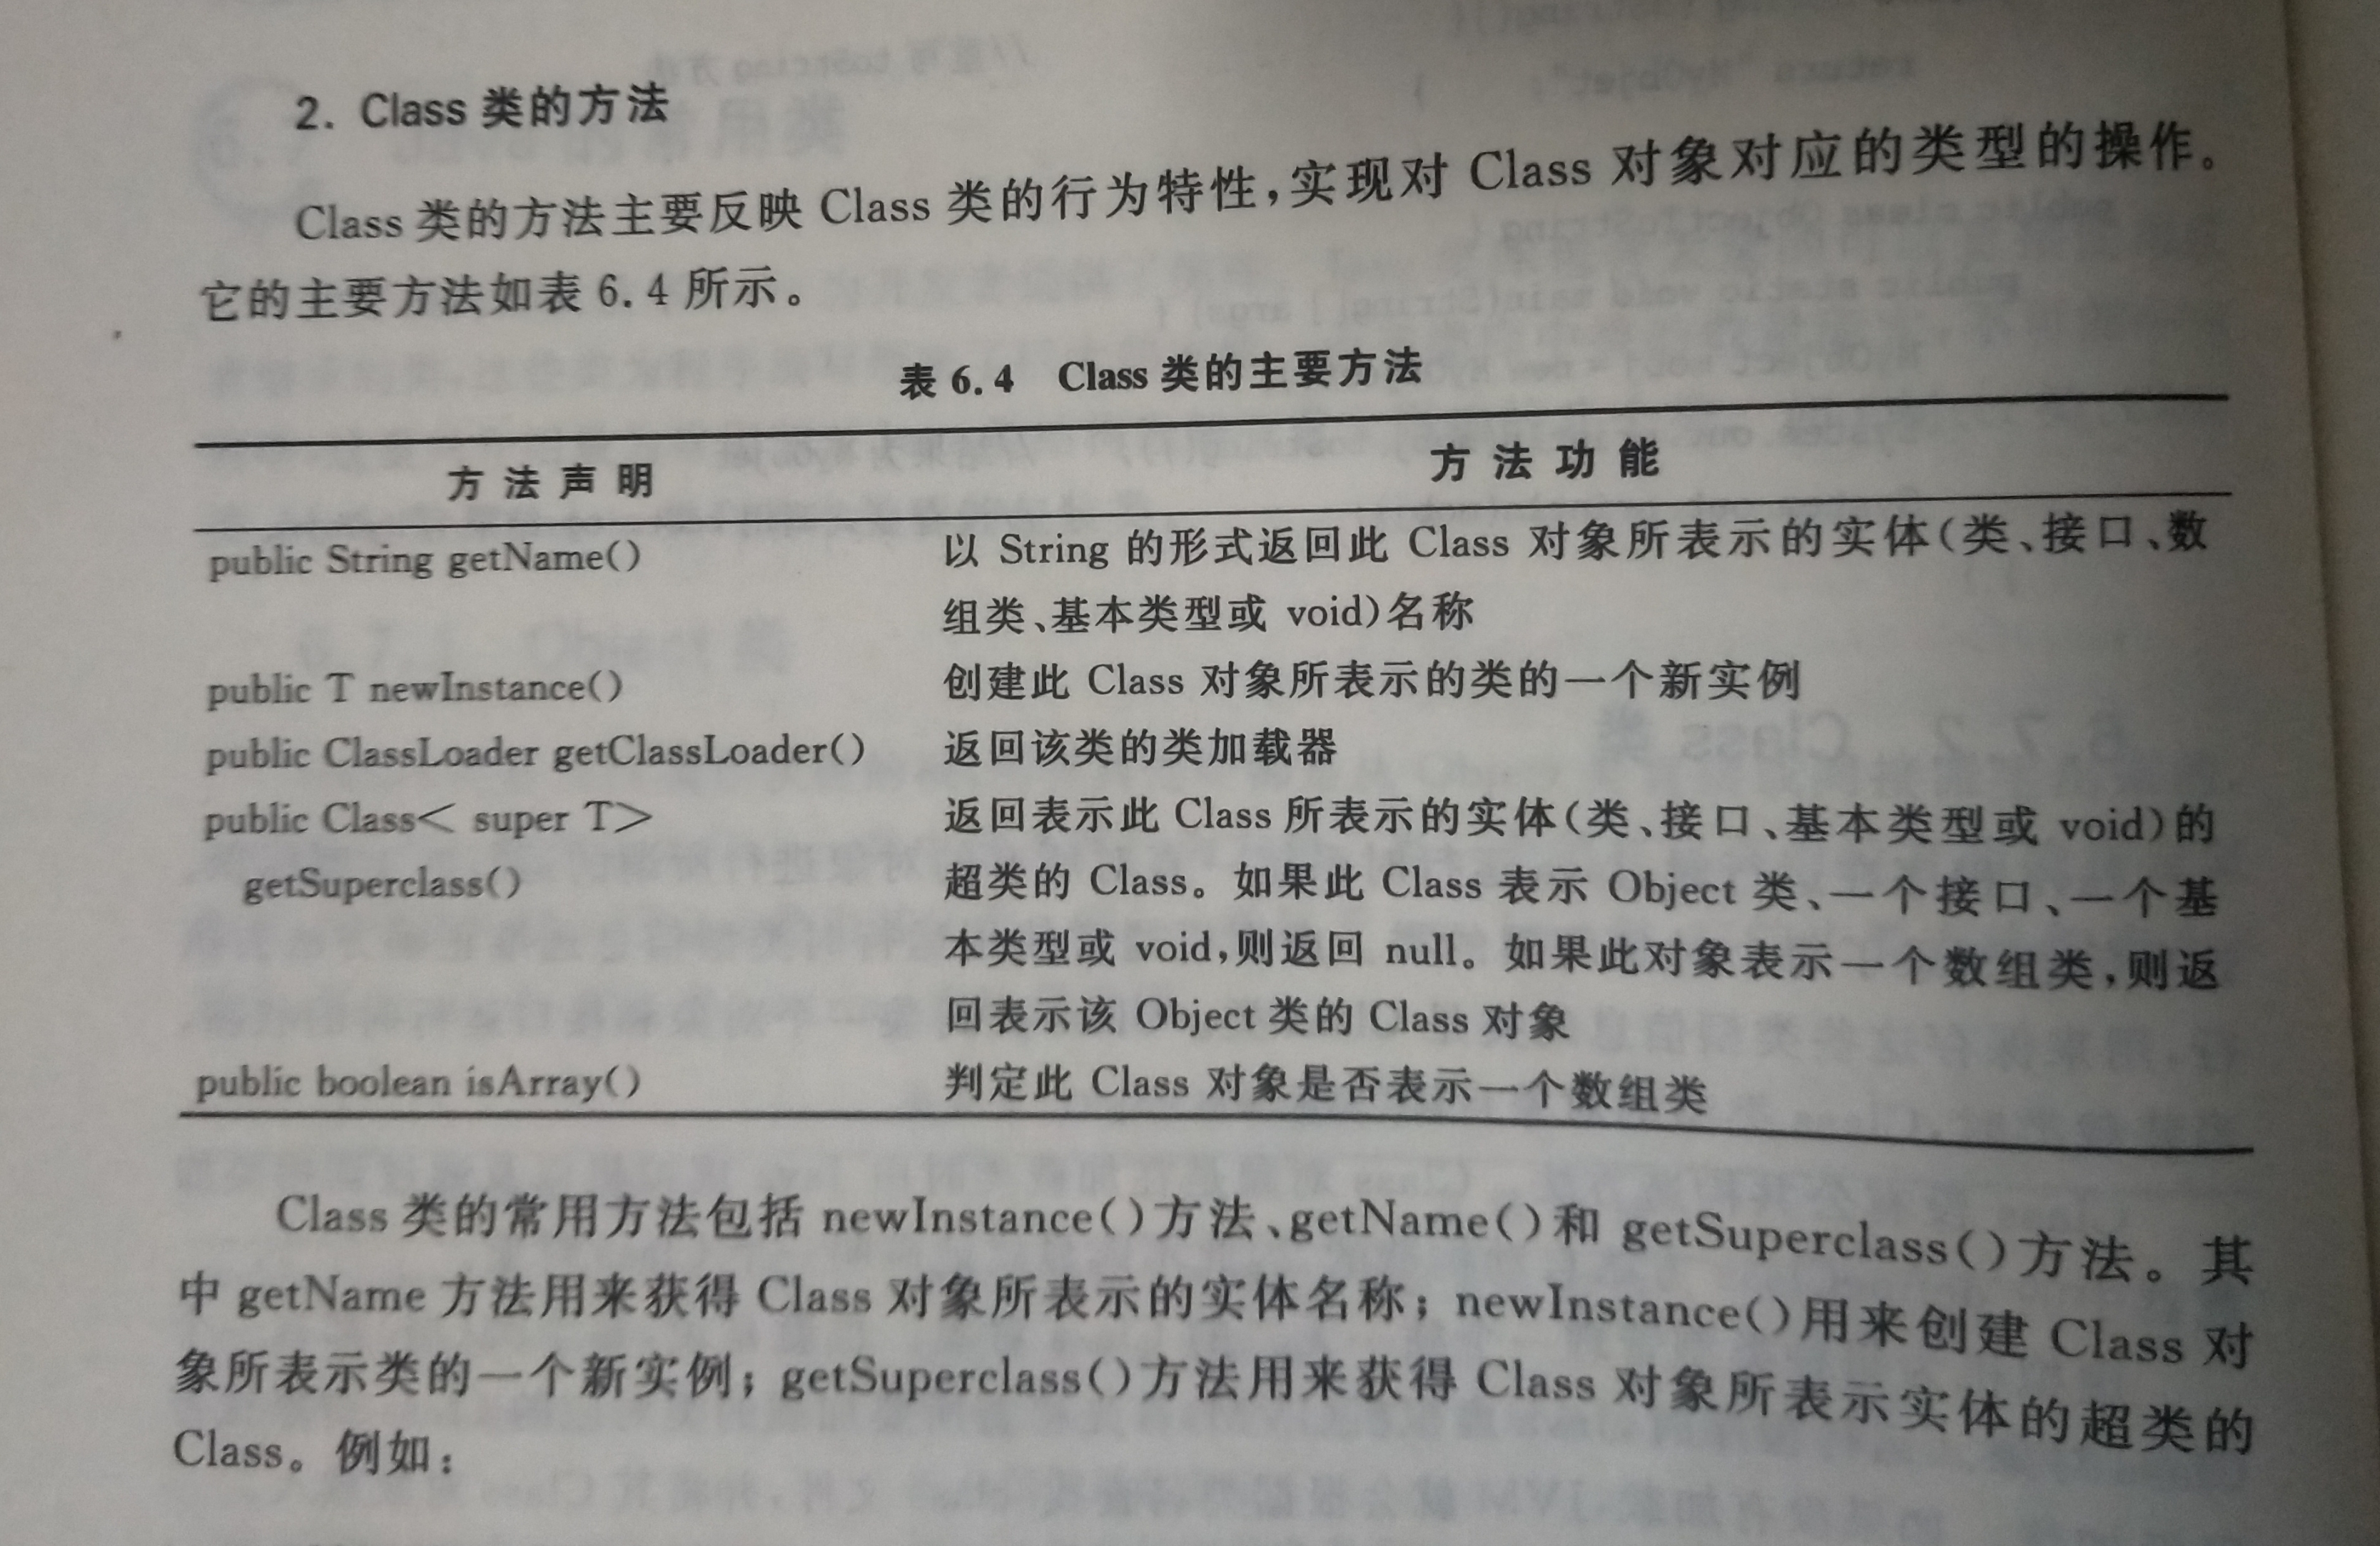 2. Class 类的方法
Class 类的方法主要反映 Class 类的行为特性,实现对 Class 对象对应的类型的操作。
它的主要方法如表 6.4 所示。
表 6.4 Class 类的主要方法
方法声明 方法功能
public String getName() 以 String 的形式返回此 Class 对象所表示的实体(类、接口、数
组类、基本类型或 void)名称
public T newInstance() 创建此 Class 对象所表示的类的一个新实例
public ClassLoader getClassLoader() 返回该类的类加载器
public Class< super T> 返回表示此 Class 所表示的实体(类、接口、基本类型或 void)的
getSuperclass() 超类的 Class。如果此 Class 表示 Object 类、一个接口、一个基
本类型或 void,则返回 null。如果此对象表示一个数组类,则返
回表示该 Object 类的 Class 对象
public boolean isArray() 判定此 Class 对象是否表示一个数组类
Class 类的常用方法包括 newInstance()方法、getName()和 getSuperclass()方法。其
中 getName 方法用来获得 Class 对象所表示的实体名称；newInstance()用来创建 Class 对
象所表示类的一个新实例；getSuperclass()方法用来获得 Class 对象所表示实体的超类的
Class。例如：